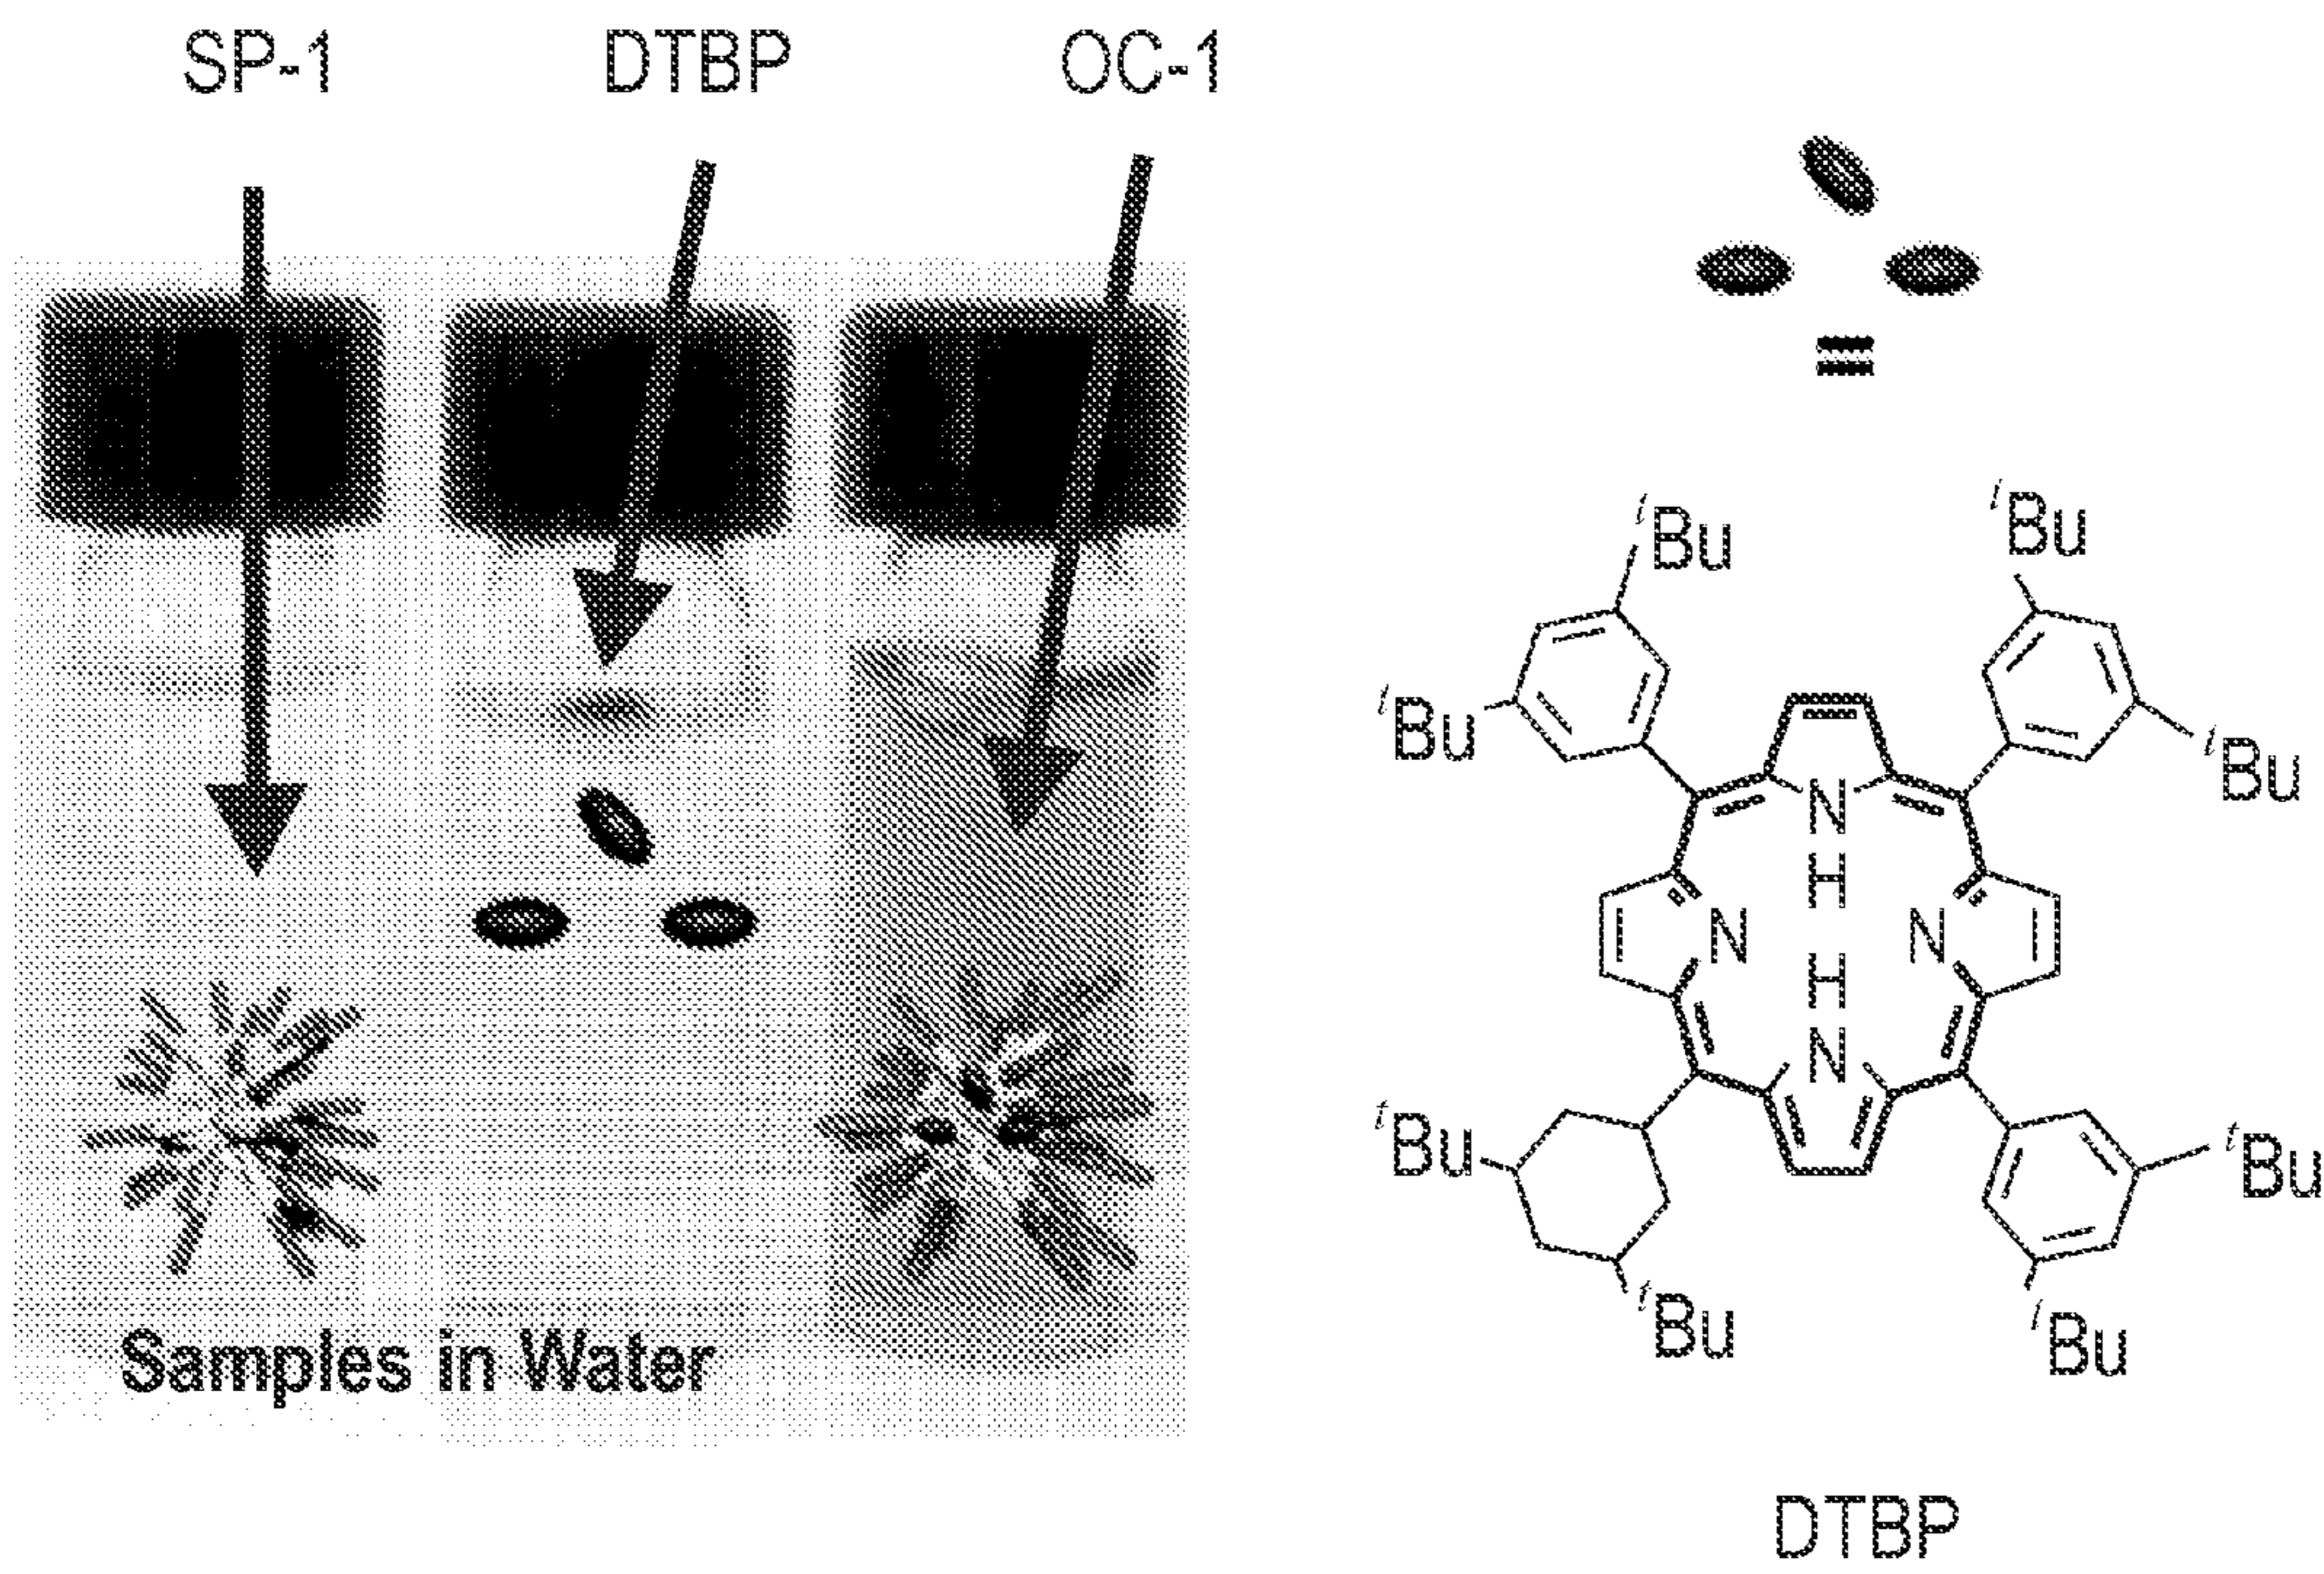 SP-1 DTBP OC-1
=
tBu tBu
tBu tBu
N
H
N N
H
N
tBu tBu
tBu tBu
Samples in Water
DTBP